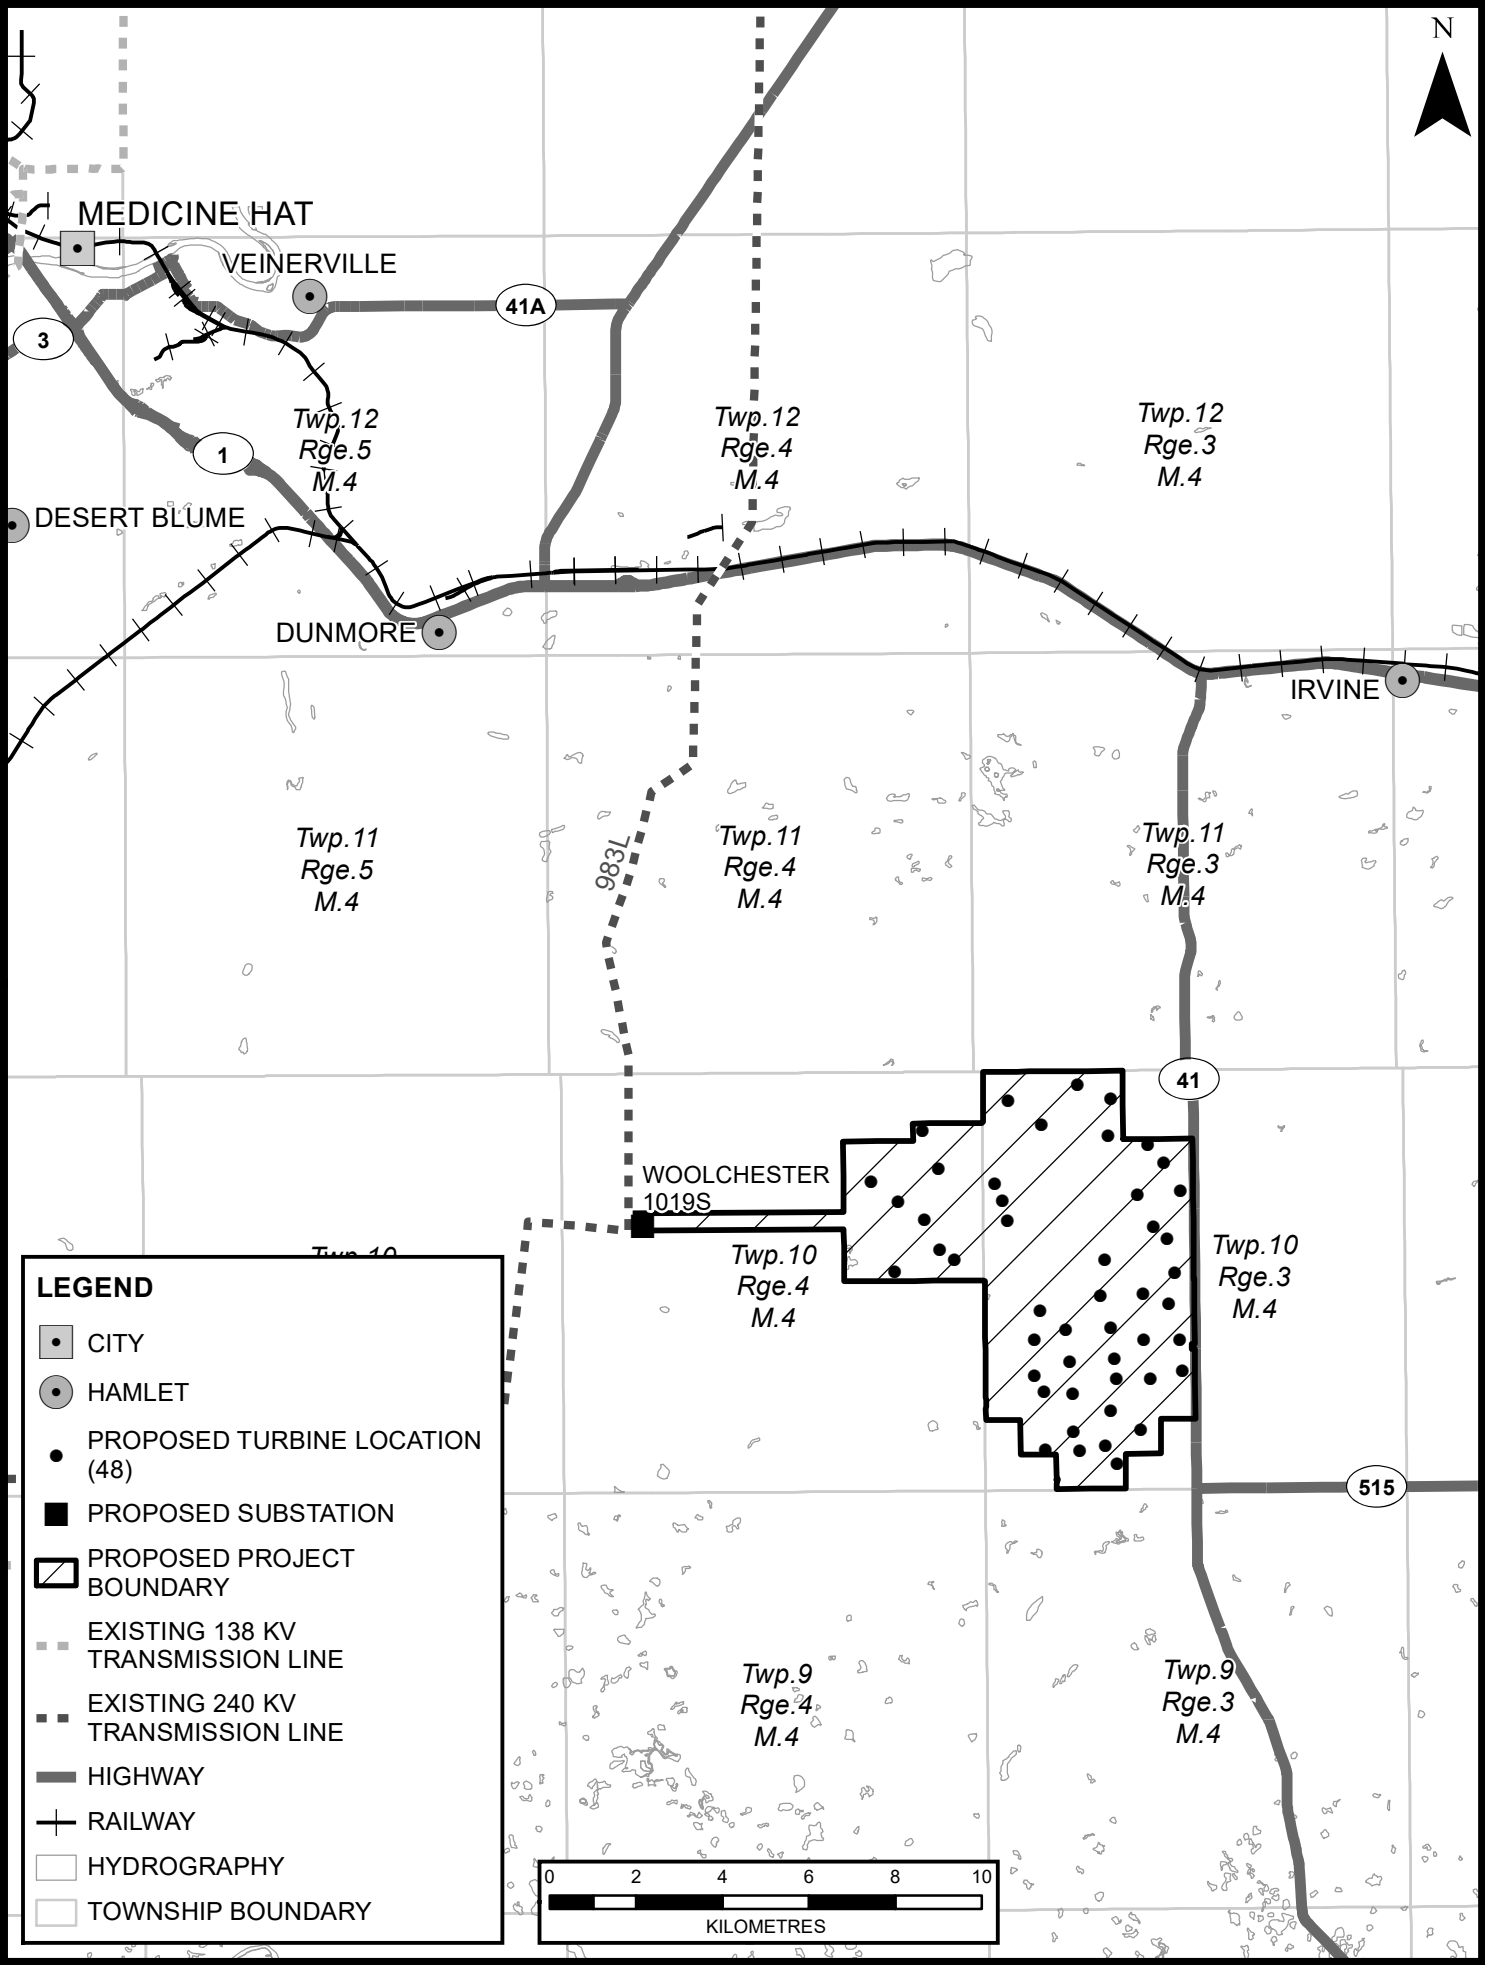 N
MEDICINE HAT
VEINERVILLE
41A
3
Twp.12
Rge.5
M.4
Twp.12
Rge.4
M.4
Twp.12
Rge.3
M.4
1
DESERT BLUME
DUNMORE
IRVINE
Twp.11
Rge.5
M.4
983L
Twp.11
Rge.4
M.4
Twp.11
Rge.3
M.4
41
WOOLCHESTER
1019S
Twp.10
Rge.4
M.4
Twp.10
Rge.3
M.4
Twp.10
515
Twp.9
Rge.4
M.4
Twp.9
Rge.3
M.4
LEGEND
CITY
HAMLET
PROPOSED TURBINE LOCATION
(48)
PROPOSED SUBSTATION
PROPOSED PROJECT
BOUNDARY
EXISTING 138 KV
TRANSMISSION LINE
EXISTING 240 KV
TRANSMISSION LINE
HIGHWAY
RAILWAY
HYDROGRAPHY
TOWNSHIP BOUNDARY
0 2 4 6 8 10
KILOMETRES